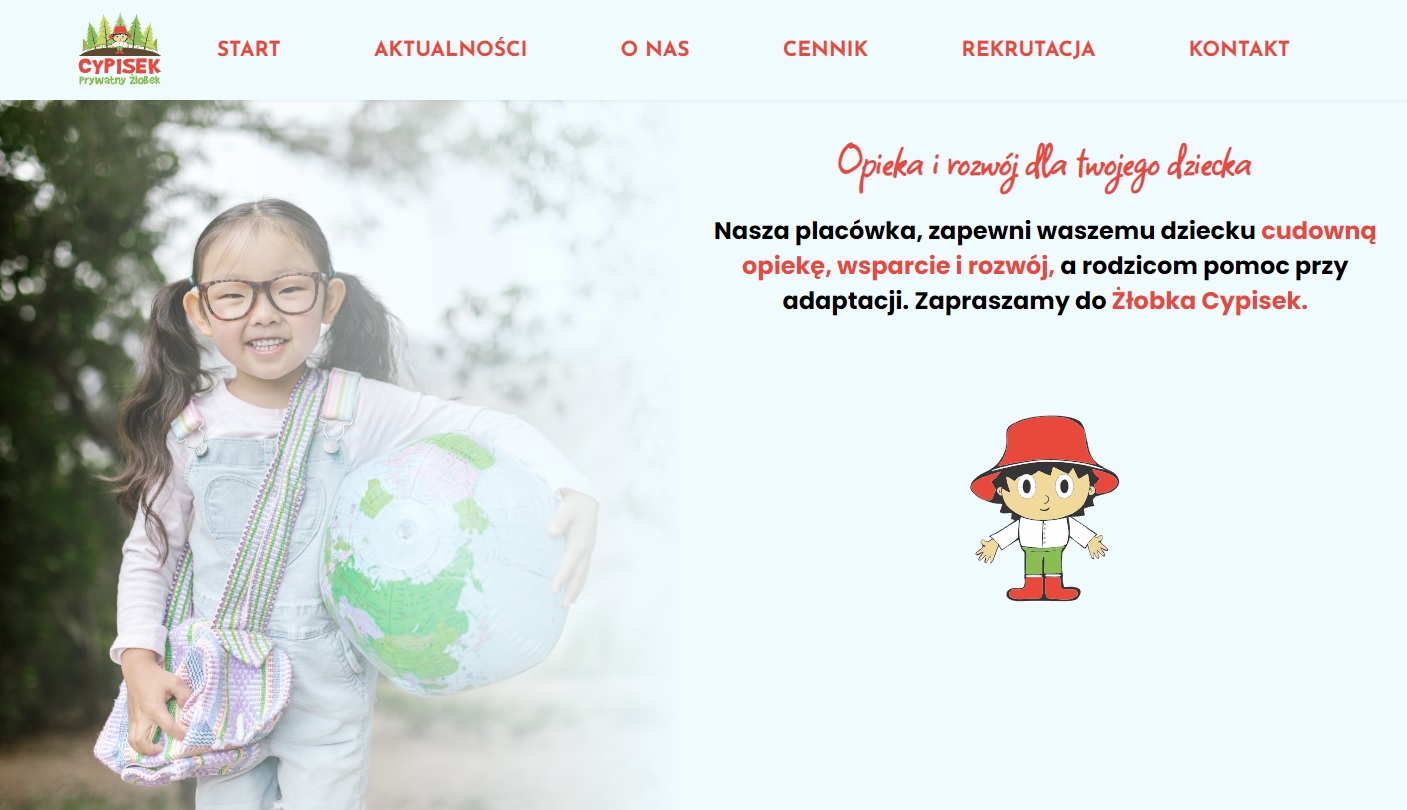 CYPISEK
Prywatny Żłobek
START
AKTUALNOŚCI
O NAS
CENNIK
REKRUTACJA
KONTAKT
Opieka i rozwój dla twojego dziecka
Nasza placówka, zapewni waszemu dziecku cudowną
opiekę, wsparcie i rozwój, a rodzicom pomoc przy
adaptacji. Zapraszamy do Żłobka Cypisek.